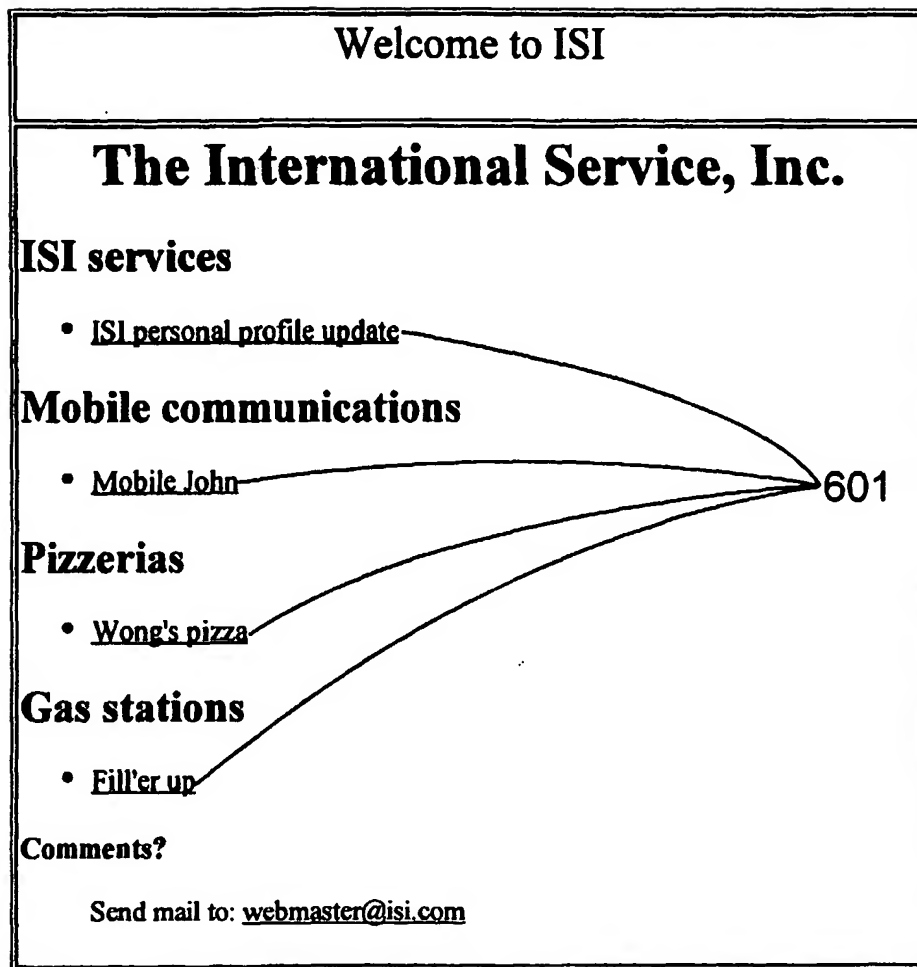 Welcome to ISI
The International Service, Inc.
ISI services
• ISI personal profile update
Mobile communications
• Mobile John
601
Pizzerias
• Wong's pizza
Gas stations
• Fill'er up
Comments?
Send mail to: webmaster@isi.com